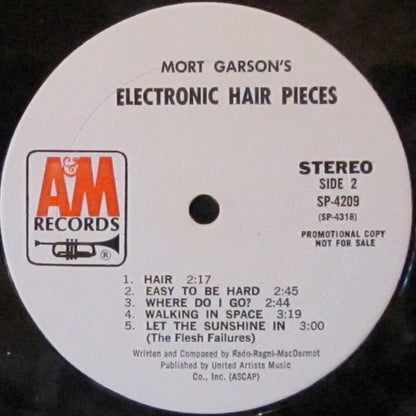 MORT GARSON'S
ELECTRONIC HAIR PIECES
A&M
RECORDS
®
STEREO
SIDE 2
SP-4209
(SP-4318)
PROMOTIONAL COPY
NOT FOR SALE
1. HAIR 2:17
2. EASY TO BE HARD 2:45
3. WHERE DO I GO? 2:44
4. WALKING IN SPACE 3:19
5. LET THE SUNSHINE IN 3:00
(The Flesh Failures)
Written and Composed by Rado-Ragni-MacDermot
Published by United Artists Music
Co., Inc. (ASCAP)